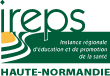 ireps
Instance régionale
d'éducation et de promotion
de la santé
HAUTE-NORMANDIE